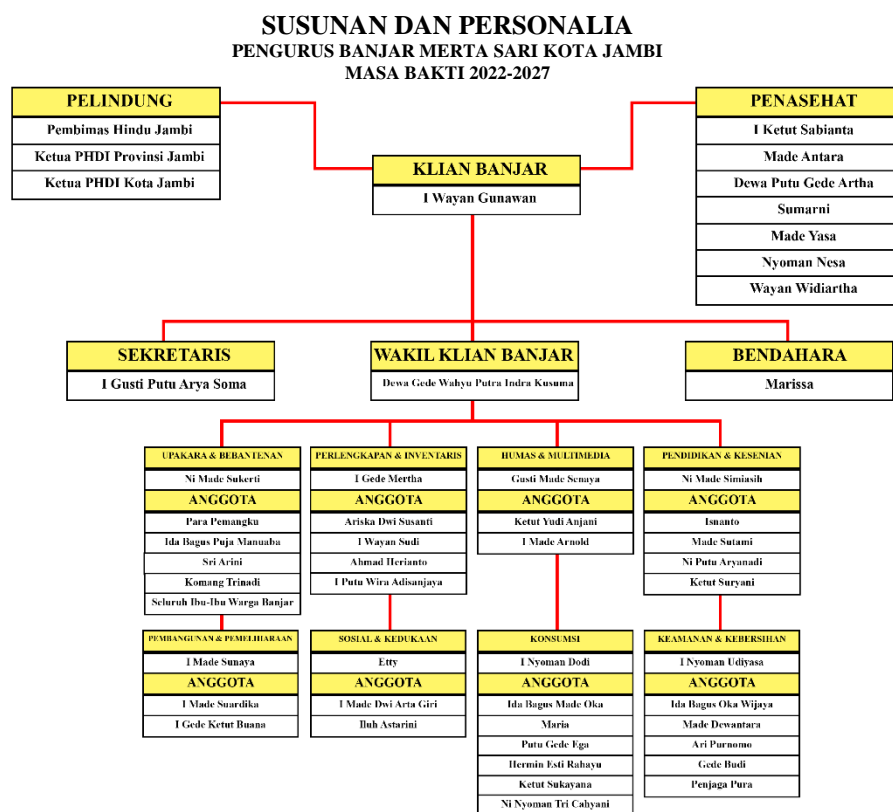 SUSUNAN DAN PERSONALIA
PENGURUS BANJAR MERTA SARI KOTA JAMBI
MASA BAKTI 2022-2027
PELINDUNG
Pembimas Hindu Jambi
Ketua PHDI Provinsi Jambi
Ketua PHDI Kota Jambi
PENASEHAT
I Ketut Sabianta
Made Antara
Dewa Putu Gede Artha
Sumarni
Made Yasa
Nyoman Nesa
Wayan Widiartha
KLIAN BANJAR
I Wayan Gunawan
SEKRETARIS
I Gusti Putu Arya Soma
WAKIL KLIAN BANJAR
Dewa Gede Wahyu Putra Indra Kusuma
BENDAHARA
Marissa
UPAKARA & BEBANTENAN
Ni Made Sukerti
ANGGOTA
Para Pemangku
Ida Bagus Puja Manuaba
Sri Arini
Komang Trinadi
Seluruh Ibu-Ibu Warga Banjar
PERLENGKAPAN & INVENTARIS
I Gede Mertha
ANGGOTA
Ariska Dwi Susanti
I Wayan Sudi
Ahmad Herianto
I Putu Wira Adisanjaya
HUMAS & MULTIMEDIA
Gusti Made Senaya
ANGGOTA
Ketut Yudi Anjani
I Made Arnold
PENDIDIKAN & KESENIAN
Ni Made Simiasih
ANGGOTA
Isnanto
Made Sutami
Ni Putu Aryanadi
Ketut Suryani
PEMBANGUNAN & PEMELIHARAAN
I Made Sunaya
ANGGOTA
I Made Suardika
I Gede Ketut Buana
SOSIAL & KEDUKAAN
Etty
ANGGOTA
I Made Dwi Arta Giri
Iluh Astarini
KONSUMSI
I Nyoman Dodi
ANGGOTA
Ida Bagus Made Oka
Maria
Putu Gede Ega
Hermin Esti Rahayu
Ketut Sukayana
Ni Nyoman Tri Cahyani
KEAMANAN & KEBERSIHAN
I Nyoman Udiyasa
ANGGOTA
Ida Bagus Oka Wijaya
Made Dewantara
Ari Purnomo
Gede Budi
Penjaga Pura